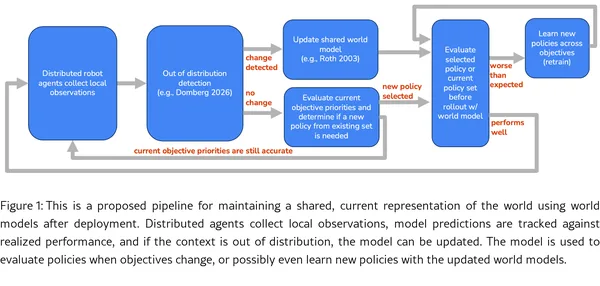 Distributed robot
agents collect local
observations
Out of distribution
detection
(e.g., Domberg 2026)
change
detected
no
change
Update shared world
model
(e.g., Roth 2003)
Evaluate current
objective priorities and
determine if a new
policy from existing set
is needed
new policy
selected
current objective priorities are still accurate
Evaluate
selected
policy or
current
policy set
before
rollout w/
world model
worse
than
expected
performs
well
Learn new
policies across
objectives
(retrain)
Figure 1: This is a proposed pipeline for maintaining a shared, current representation of the world using world
models after deployment. Distributed agents collect local observations, model predictions are tracked against
realized performance, and if the context is out of distribution, the model can be updated. The model is used to
evaluate policies when objectives change, or possibly even learn new policies with the updated world models.